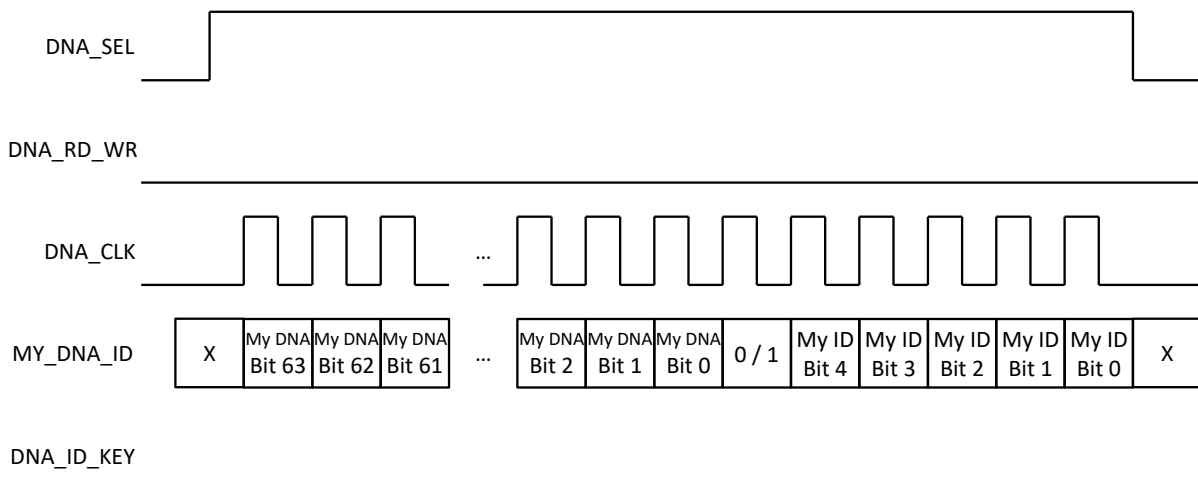 DNA_SEL
DNA_RD_WR
DNA_CLK
...
MY_DNA_ID
X
My DNA
Bit 63
My DNA
Bit 62
My DNA
Bit 61
...
My DNA
Bit 2
My DNA
Bit 1
My DNA
Bit 0
0 / 1
My ID
Bit 4
My ID
Bit 3
My ID
Bit 2
My ID
Bit 1
My ID
Bit 0
X
DNA_ID_KEY